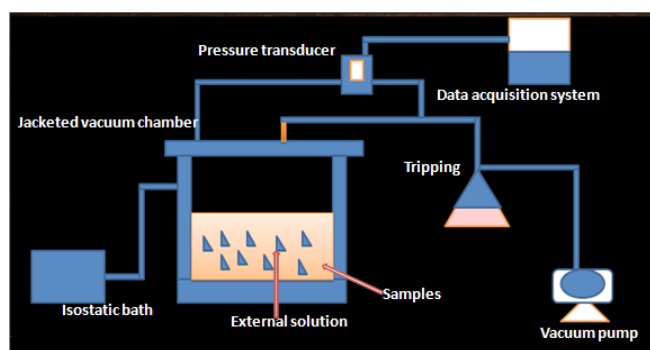 Pressure transducer
Data acquisition system
Jacketed vacuum chamber
Tripping
Samples
Isostatic bath
External solution
Vacuum pump